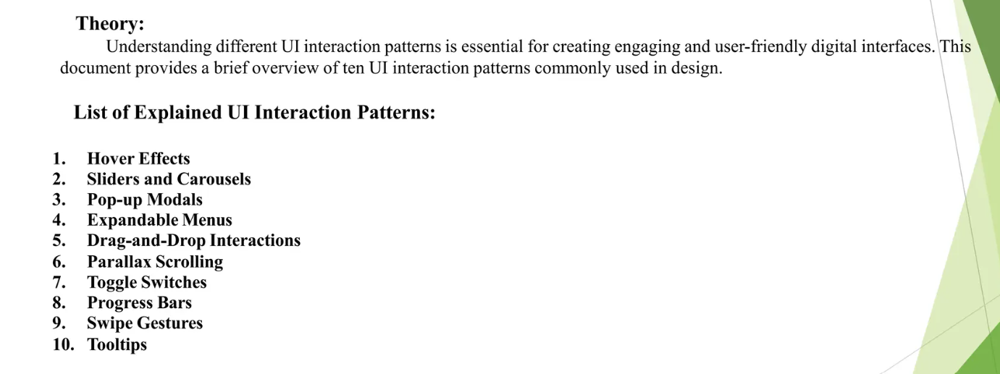 Theory:
Understanding different UI interaction patterns is essential for creating engaging and user-friendly digital interfaces. This
document provides a brief overview of ten UI interaction patterns commonly used in design.
List of Explained UI Interaction Patterns:
1. Hover Effects
2. Sliders and Carousels
3. Pop-up Modals
4. Expandable Menus
5. Drag-and-Drop Interactions
6. Parallax Scrolling
7. Toggle Switches
8. Progress Bars
9. Swipe Gestures
10. Tooltips